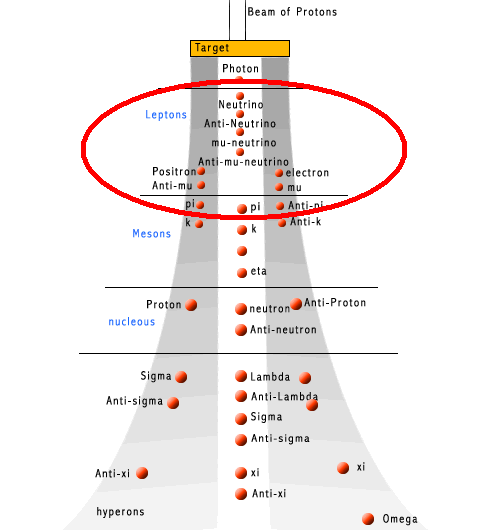 Beam of Protons
Target
Photon
Leptons
Neutrino
Anti-Neutrino
mu-neutrino
Anti-mu-neutrino
Positron electron
Anti-mu mu
pi pi Anti-pi
k k Anti-k
Mesons
eta
Proton neutron Anti-Proton
nucleous Anti-neutron
Sigma Lambda
Anti-sigma Anti-Lambda
Sigma
Anti-sigma
Anti-xi xi xi
Anti-xi
hyperons Omega